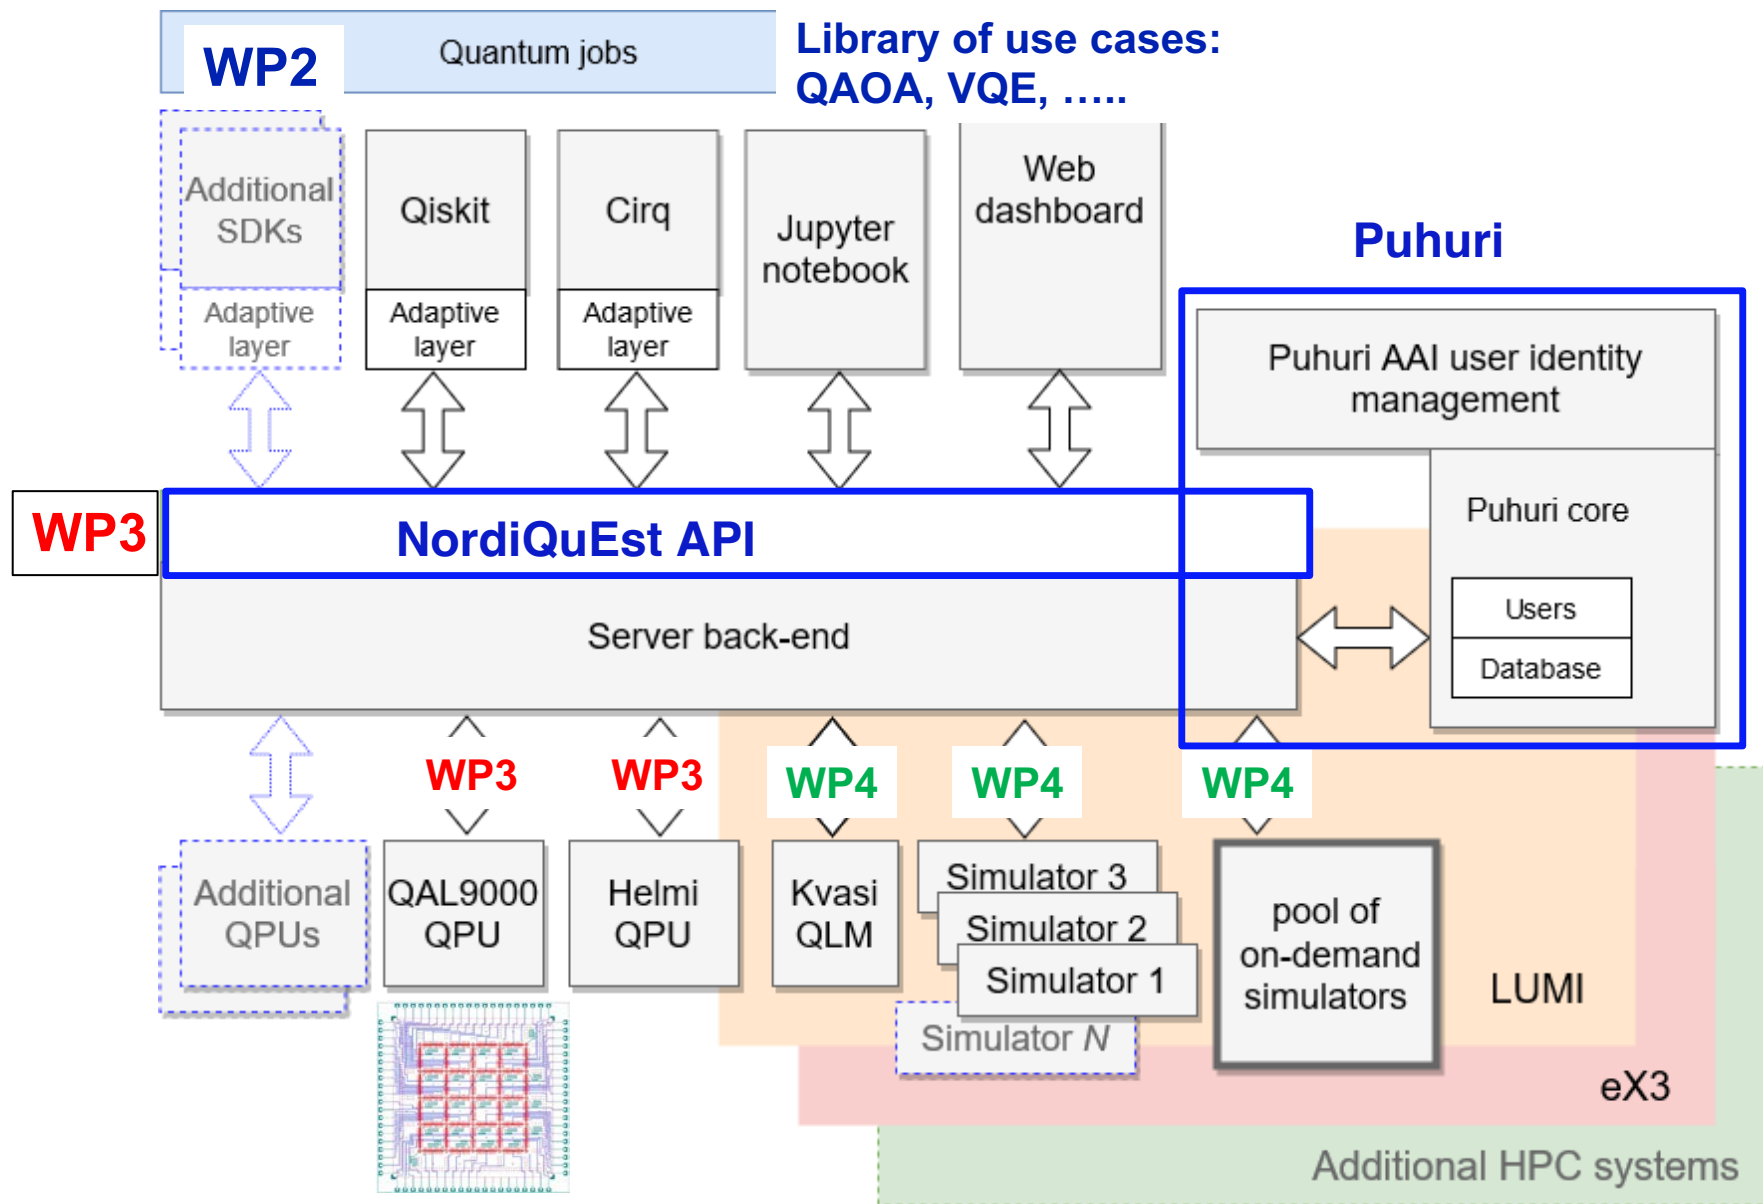 WP2
Quantum jobs
Library of use cases:
QAOA, VQE, .....
Additional
SDKs
Adaptive
layer
Qiskit
Adaptive
layer
Cirq
Adaptive
layer
Jupyter
notebook
Web
dashboard
Puhuri
Puhuri AAI user identity
management
Puhuri core
Users
Database
WP3
NordiQuEst API
Server back-end
WP3
WP3
WP4
WP4
WP4
Additional
QPUs
QAL9000
QPU
Helmi
QPU
Kvasi
QLM
Simulator 3
Simulator 2
Simulator 1
Simulator N
pool of
on-demand
simulators
LUMI
eX3
Additional HPC systems